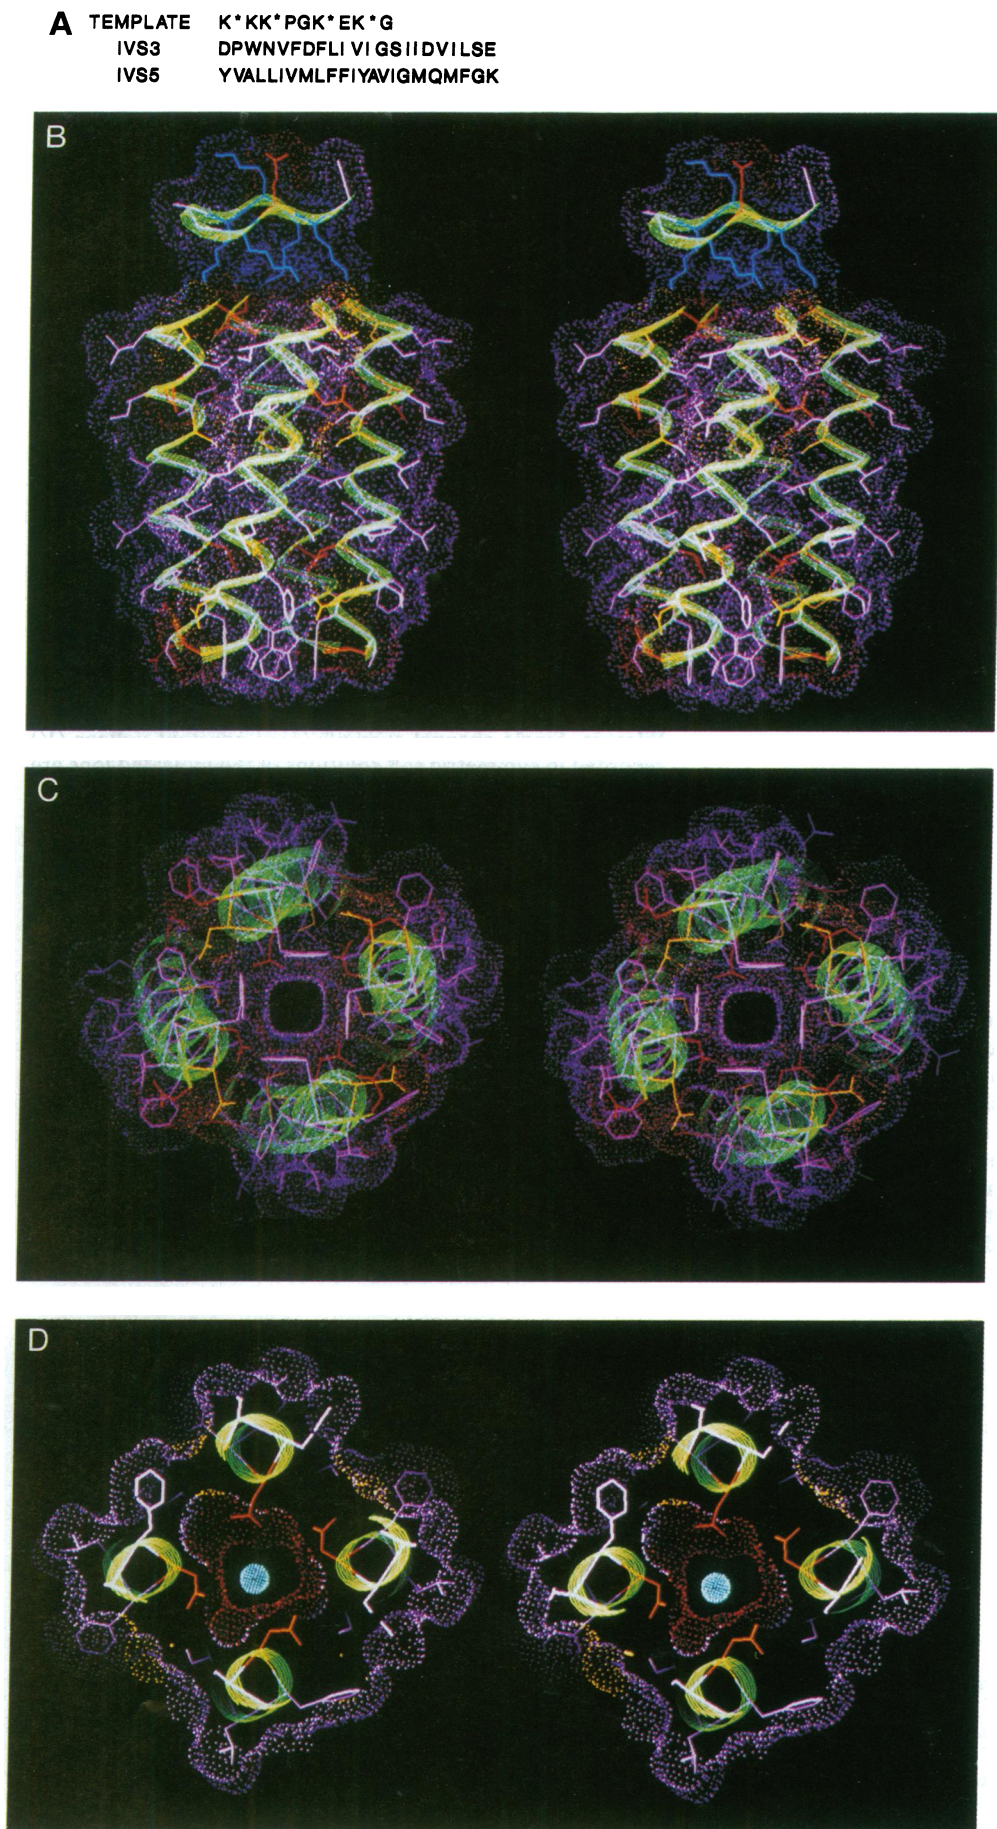 A TEMPLATE K*KK*PGK*EK*G
IVS3 DPWNVFDFLIVIGSIIDVILSE
IVS5 YVALLIVMLFFIYAVIGMQMFGK
B
C
D